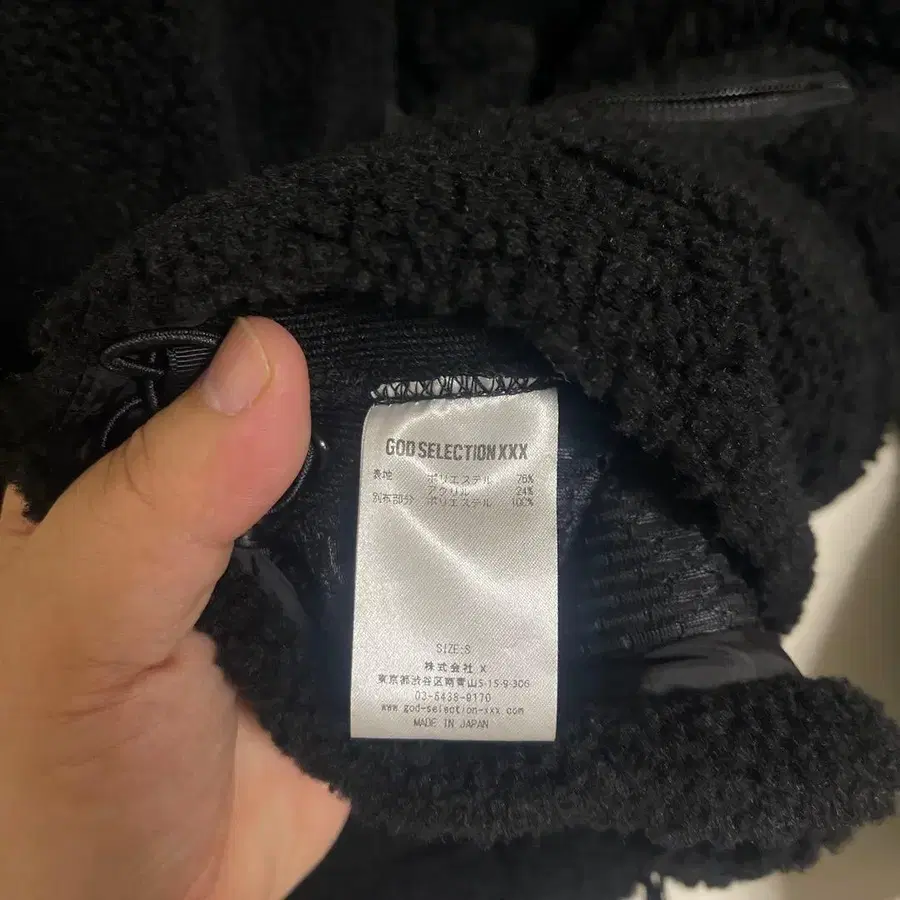 GOD SELECTION XXX
表地 ポリエステル 76%
アクリル 24%
別布部分 ポリエステル 100%
SIZE:S
株式会社 X
東京都渋谷区南青山5-15-9-306
03-6438-9170
www.god-selection-xxx.com
MADE IN JAPAN